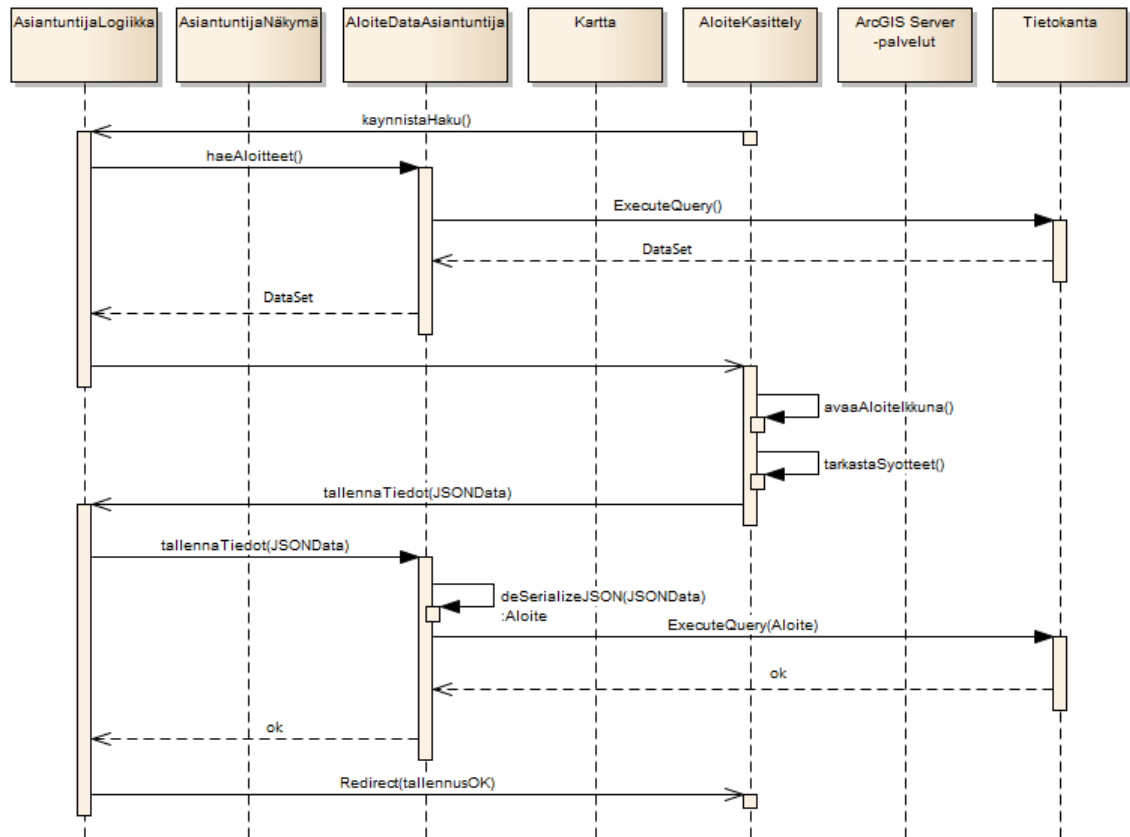 AsiantuntijaLogiikka
AsiantuntijaNäkymä
AloiteDataAsiantuntija
Kartta
AloiteKasittely
ArcGIS Server
-palvelut
Tietokanta
kaynnistaHaku()
haeAloitteet()
ExecuteQuery()
DataSet
DataSet
avaaAloiteIkkuna()
tarkastaSyotteet()
tallennaTiedot(JSONData)
tallennaTiedot(JSONData)
deSerializeJSON(JSONData)
:Aloite
ExecuteQuery(Aloite)
ok
ok
Redirect(tallennusOK)